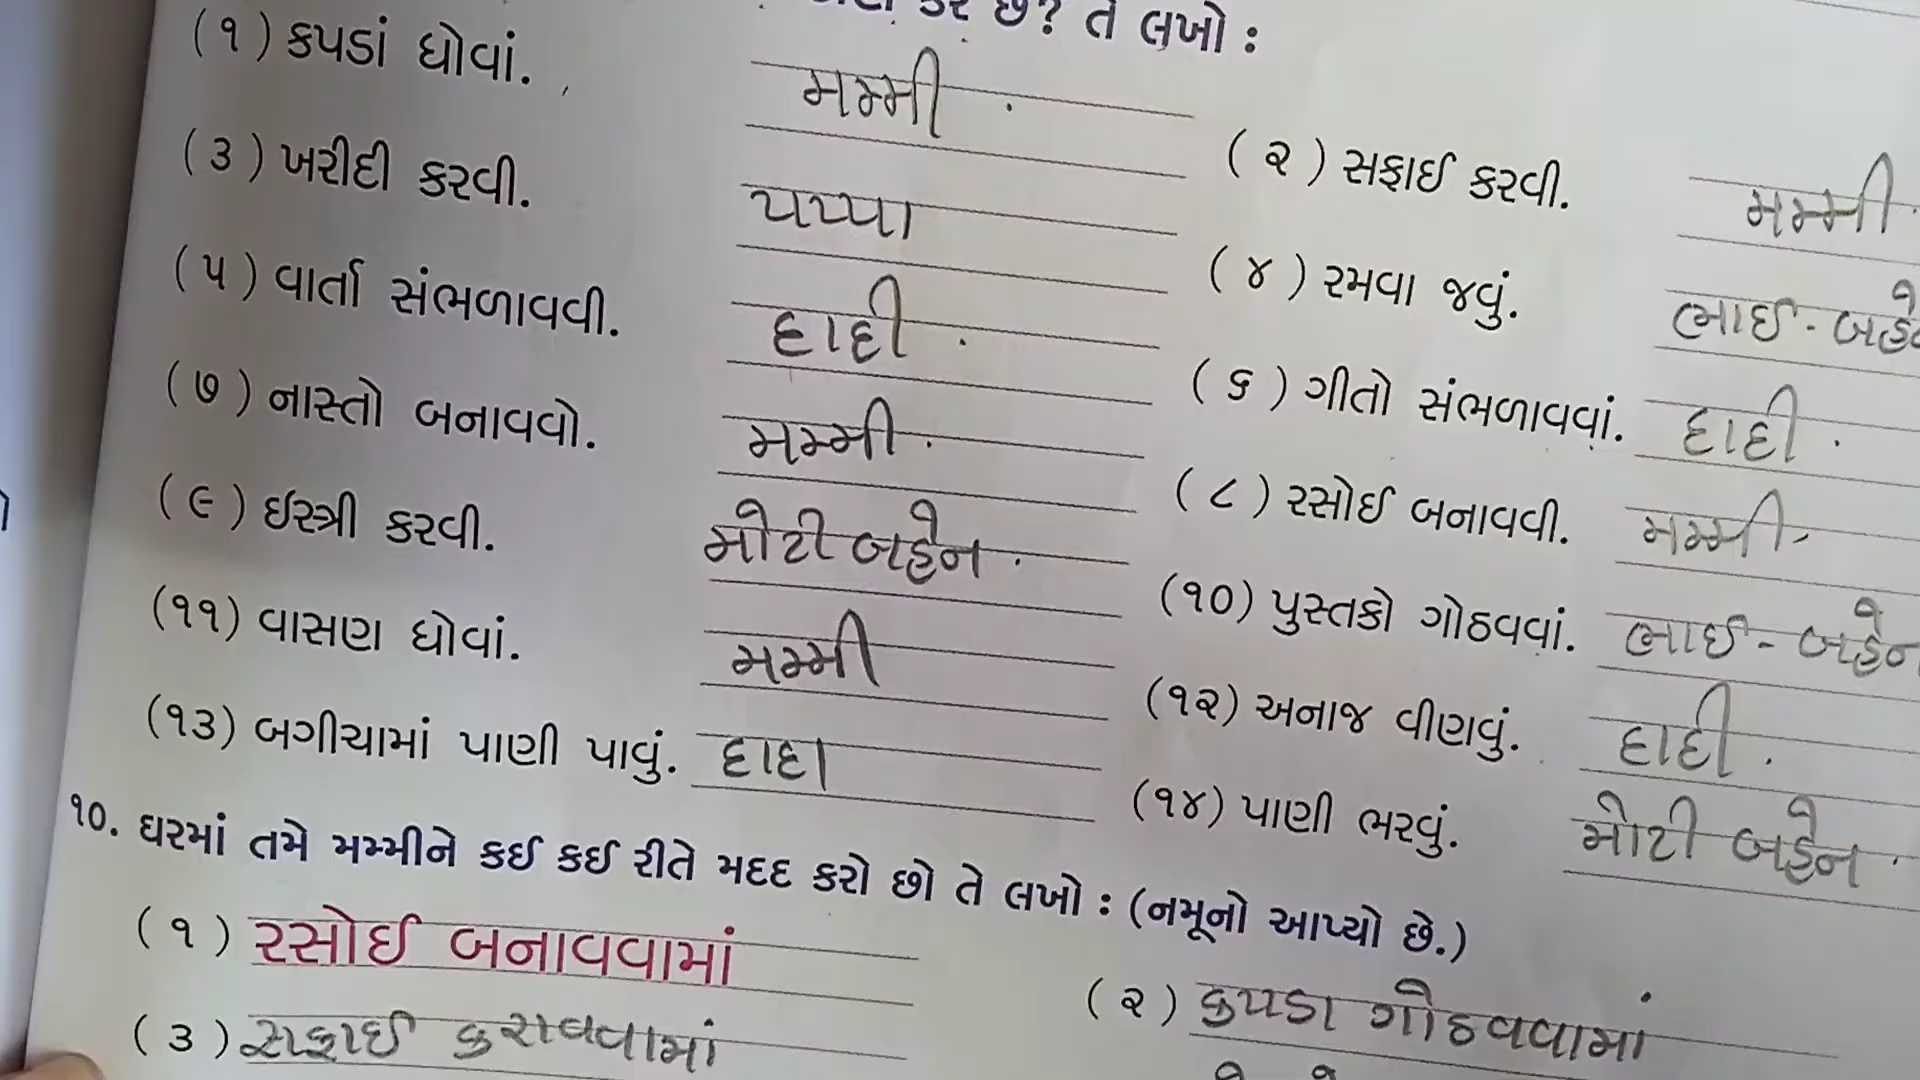 કરે છે? તે લખો :
(૧) કપડાં ધોવાં. મમ્મી .
(૨) સફાઈ કરવી. મમ્મી.
(૩) ખરીદી કરવી. પપ્પા
(૪) રમવા જવું. ભાઈ - બહે
(૫) વાર્તા સંભળાવવી. દાદી .
(૬) ગીતો સંભળાવવાં. દાદી .
(૭) નાસ્તો બનાવવો. મમ્મી .
(૮) રસોઈ બનાવવી. મમ્મી
(૯) ઈસ્ત્રી કરવી. મોટી બહેન .
(૧૦) પુસ્તકો ગોઠવવાં. ભાઈ - બહેન
(૧૧) વાસણ ધોવાં. મમ્મી
(૧૨) અનાજ વીણવું. દાદી .
(૧૩) બગીચામાં પાણી પાવું. દાદા
(૧૪) પાણી ભરવું. મોટી બહેન .
૧૦. ઘરમાં તમે મમ્મીને કઈ કઈ રીતે મદદ કરો છો તે લખો : (નમૂનો આપ્યો છે.)
(૧) રસોઈ બનાવવામાં
(૨) કપડા ગોઠવવામાં
(૩) સફાઈ કરાવવામાં